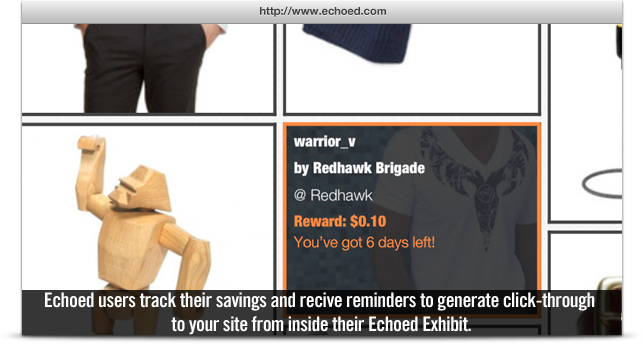 http://www.echoed.com
warrior_v
by Redhawk Brigade
@ Redhawk
Reward: $0.10
You've got 6 days left!
Echoed users track their savings and recive reminders to generate click-through
to your site from inside their Echoed Exhibit.